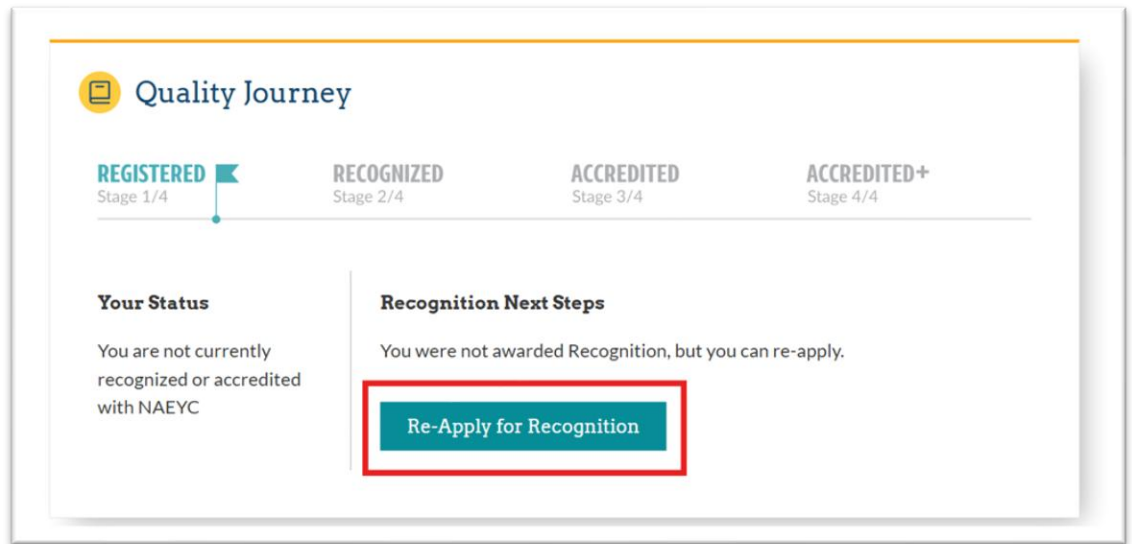 Quality Journey
REGISTERED
Stage 1/4
RECOGNIZED
Stage 2/4
ACCREDITED
Stage 3/4
ACCREDITED+
Stage 4/4
Your Status
You are not currently
recognized or accredited
with NAEYC
Recognition Next Steps
You were not awarded Recognition, but you can re-apply.
Re-Apply for Recognition